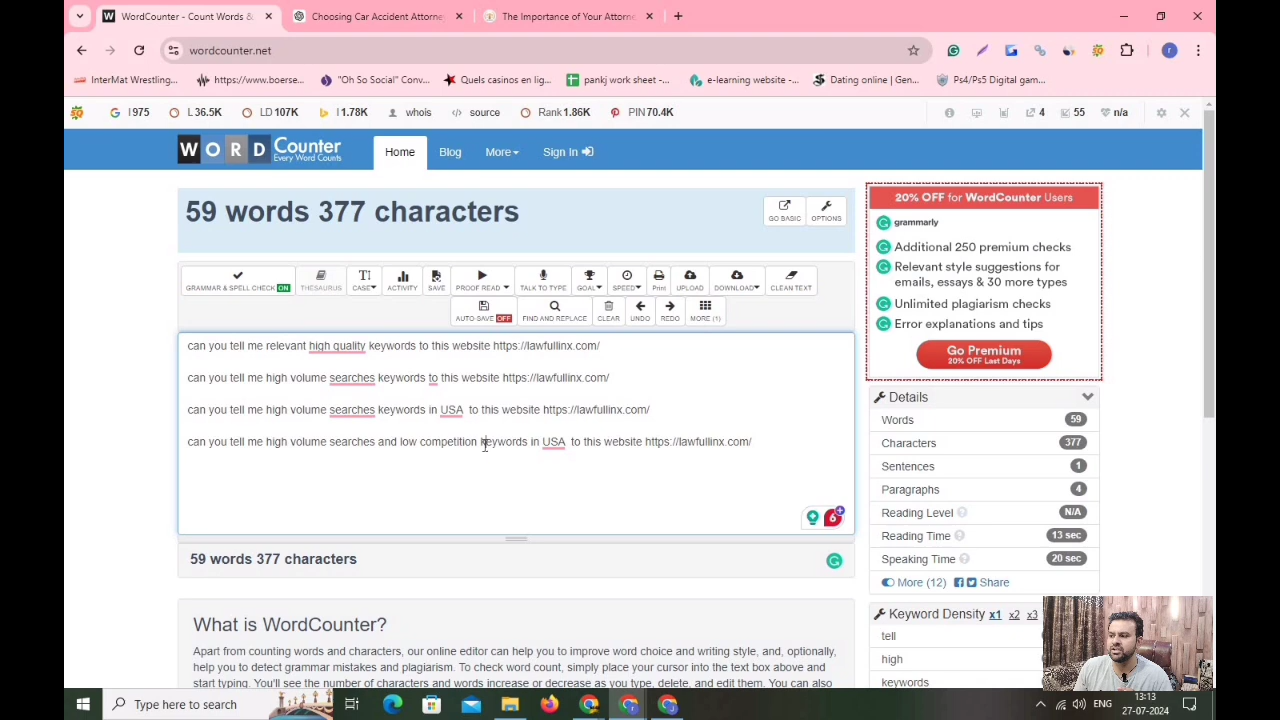 WordCounter - Count Words &
Choosing Car Accident Attorne
The Importance of Your Attorn
wordcounter.net
InterMat Wrestling...
https://www.boerse...
"Oh So Social" Conv...
Quels casinos en lig...
pankj work sheet -...
e-learning website -...
Dating online | Gen...
Ps4/Ps5 Digital gam...
I 975
L 36.5K
LD 107K
I 1.78K
whois
source
Rank 1.86K
PIN 70.4K
4
55
n/a
WORD Counter
Every Word Counts
Home
Blog
More
Sign In
59 words 377 characters
GO BASIC
OPTIONS
GRAMMAR & SPELL CHECK ON
THESAURUS
CASE
ACTIVITY
SAVE
PROOF READ
TALK TO TYPE
GOAL
SPEED
Print
UPLOAD
DOWNLOAD
CLEAN TEXT
AUTO SAVE OFF
FIND AND REPLACE
CLEAR
UNDO
REDO
MORE (1)
can you tell me relevant high quality keywords to this website https://lawfullinx.com/
can you tell me high volume searches keywords to this website https://lawfullinx.com/
can you tell me high volume searches keywords in USA to this website https://lawfullinx.com/
can you tell me high volume searches and low competition keywords in USA to this website https://lawfullinx.com/
6
59 words 377 characters
What is WordCounter?
Apart from counting words and characters, our online editor can help you to improve word choice and writing style, and, optionally,
help you to detect grammar mistakes and plagiarism. To check word count, simply place your cursor into the text box above and
start typing. You'll see the number of characters and words increase or decrease as you type, delete, and edit them. You can also
20% OFF for WordCounter Users
grammarly
Additional 250 premium checks
Relevant style suggestions for
emails, essays & 30 more types
Unlimited plagiarism checks
Error explanations and tips
Go Premium
20% OFF Last Days
Details
Words 59
Characters 377
Sentences 1
Paragraphs 4
Reading Level N/A
Reading Time 13 sec
Speaking Time 20 sec
More (12)
Share
Keyword Density x1 x2 x3
tell
high
keywords
Type here to search
ENG
13:13
27-07-2024